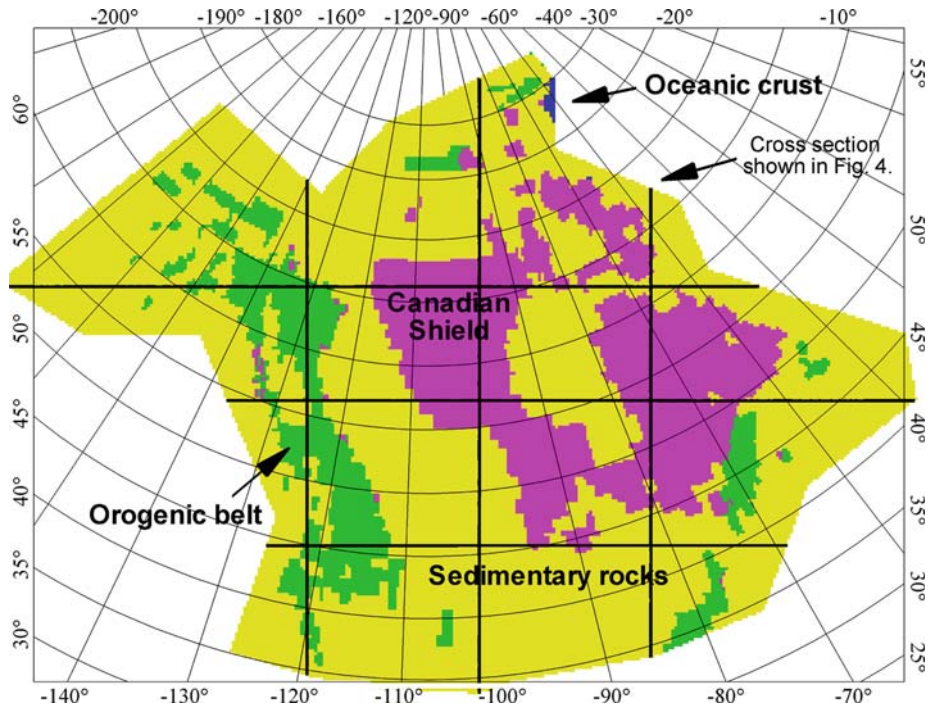 -200° -190° -180° -160° -120° -90° -60° -40° -30° -20° -10°
Oceanic crust
Cross section
shown in Fig. 4.
Canadian
Shield
Orogenic belt
Sedimentary rocks
60°
55°
50°
45°
40°
35°
30°
55°
50°
45°
40°
35°
30°
25°
-140° -130° -120° -110° -100° -90° -80° -70°